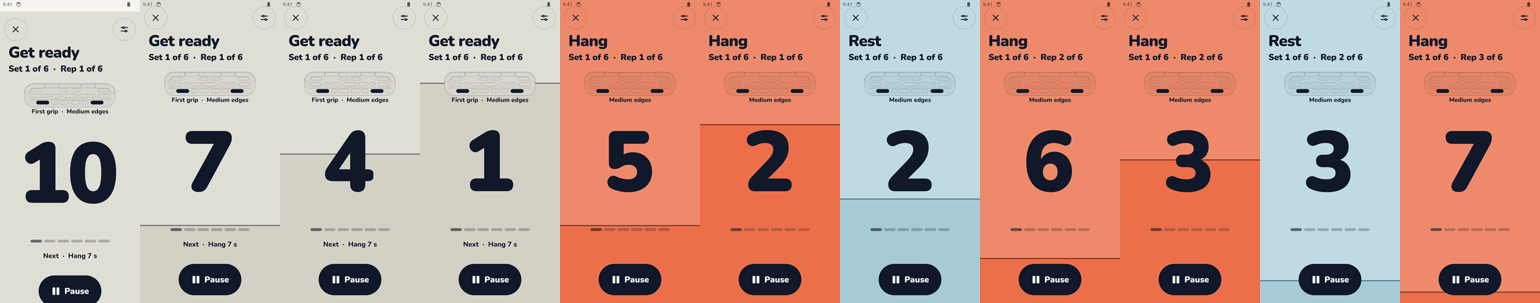 9:41
Get ready
Set 1 of 6 · Rep 1 of 6
First grip · Medium edges
10
Next · Hang 7 s
Pause
9:41
Get ready
Set 1 of 6 · Rep 1 of 6
First grip · Medium edges
7
Next · Hang 7 s
Pause
9:41
Get ready
Set 1 of 6 · Rep 1 of 6
First grip · Medium edges
4
Next · Hang 7 s
Pause
9:41
Get ready
Set 1 of 6 · Rep 1 of 6
First grip · Medium edges
1
Next · Hang 7 s
Pause
9:41
Hang
Set 1 of 6 · Rep 1 of 6
Medium edges
5
Pause
9:41
Hang
Set 1 of 6 · Rep 1 of 6
Medium edges
2
Pause
9:41
Rest
Set 1 of 6 · Rep 1 of 6
Medium edges
2
Pause
9:41
Hang
Set 1 of 6 · Rep 2 of 6
Medium edges
6
Pause
9:41
Hang
Set 1 of 6 · Rep 2 of 6
Medium edges
3
Pause
9:41
Rest
Set 1 of 6 · Rep 2 of 6
Medium edges
3
Pause
9:41
Hang
Set 1 of 6 · Rep 3 of 6
Medium edges
7
Pause